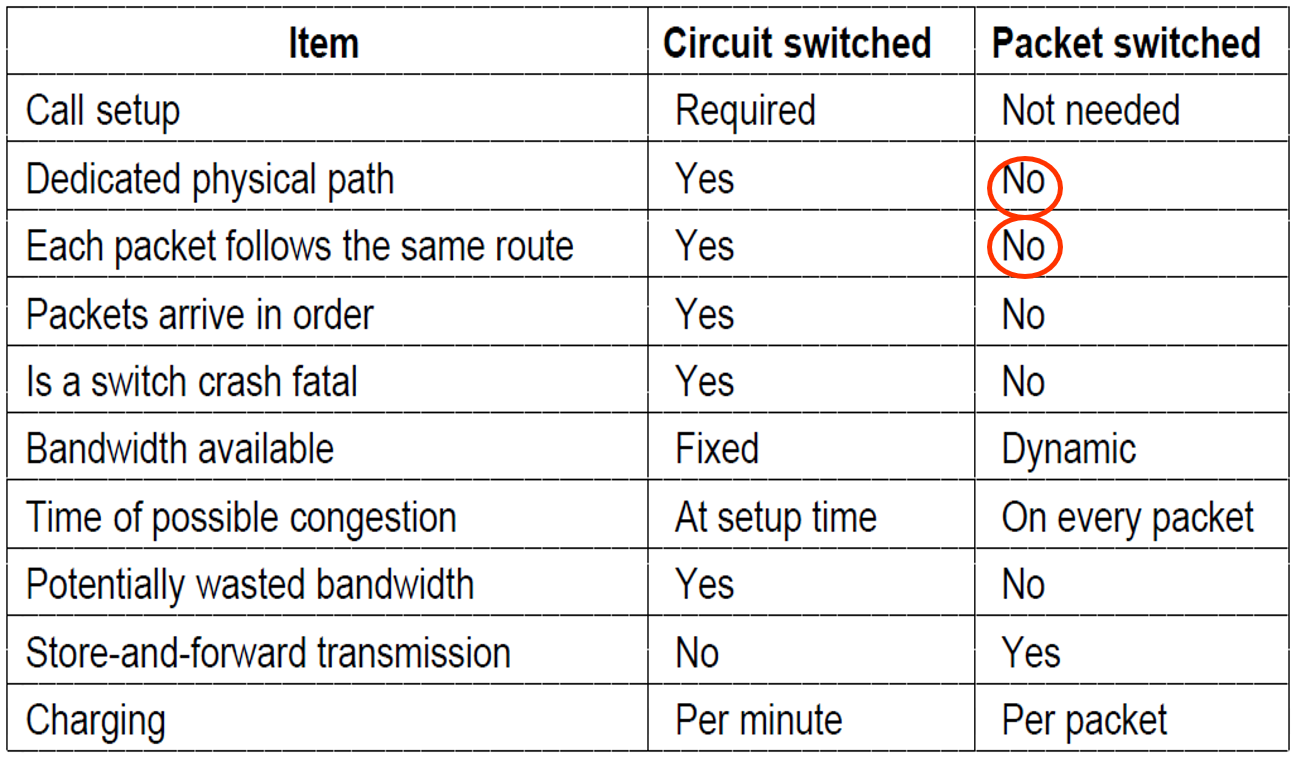 Item Circuit switched Packet switched
Call setup Required Not needed
Dedicated physical path Yes No
Each packet follows the same route Yes No
Packets arrive in order Yes No
Is a switch crash fatal Yes No
Bandwidth available Fixed Dynamic
Time of possible congestion At setup time On every packet
Potentially wasted bandwidth Yes No
Store-and-forward transmission No Yes
Charging Per minute Per packet